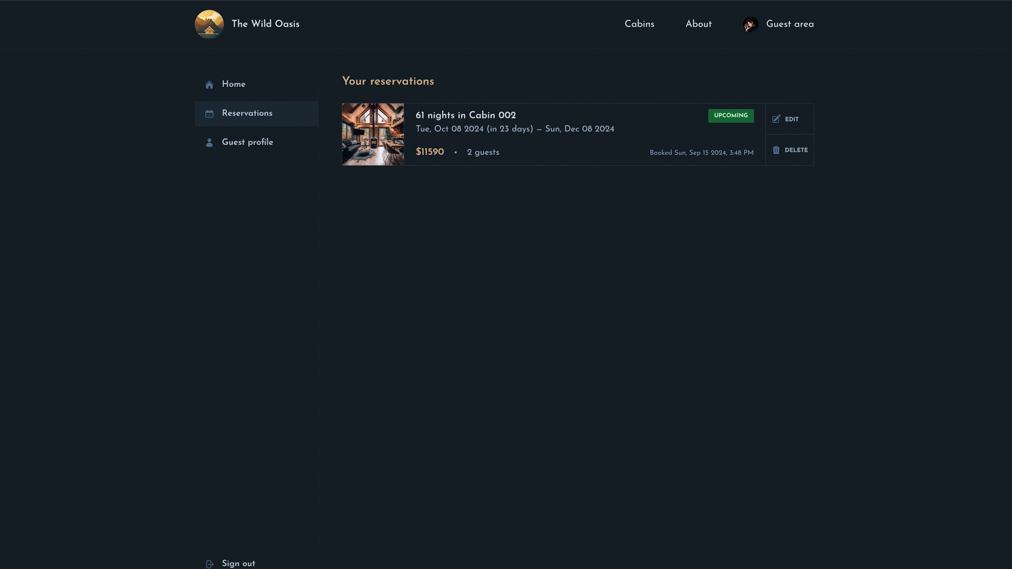 The Wild Oasis
Cabins
About
Guest area
Home
Reservations
Guest profile
Sign out
Your reservations
61 nights in Cabin 002
UPCOMING
Tue, Oct 08 2024 (in 23 days) — Sun, Dec 08 2024
$11590 • 2 guests
Booked Sun, Sep 15 2024, 3:48 PM
EDIT
DELETE